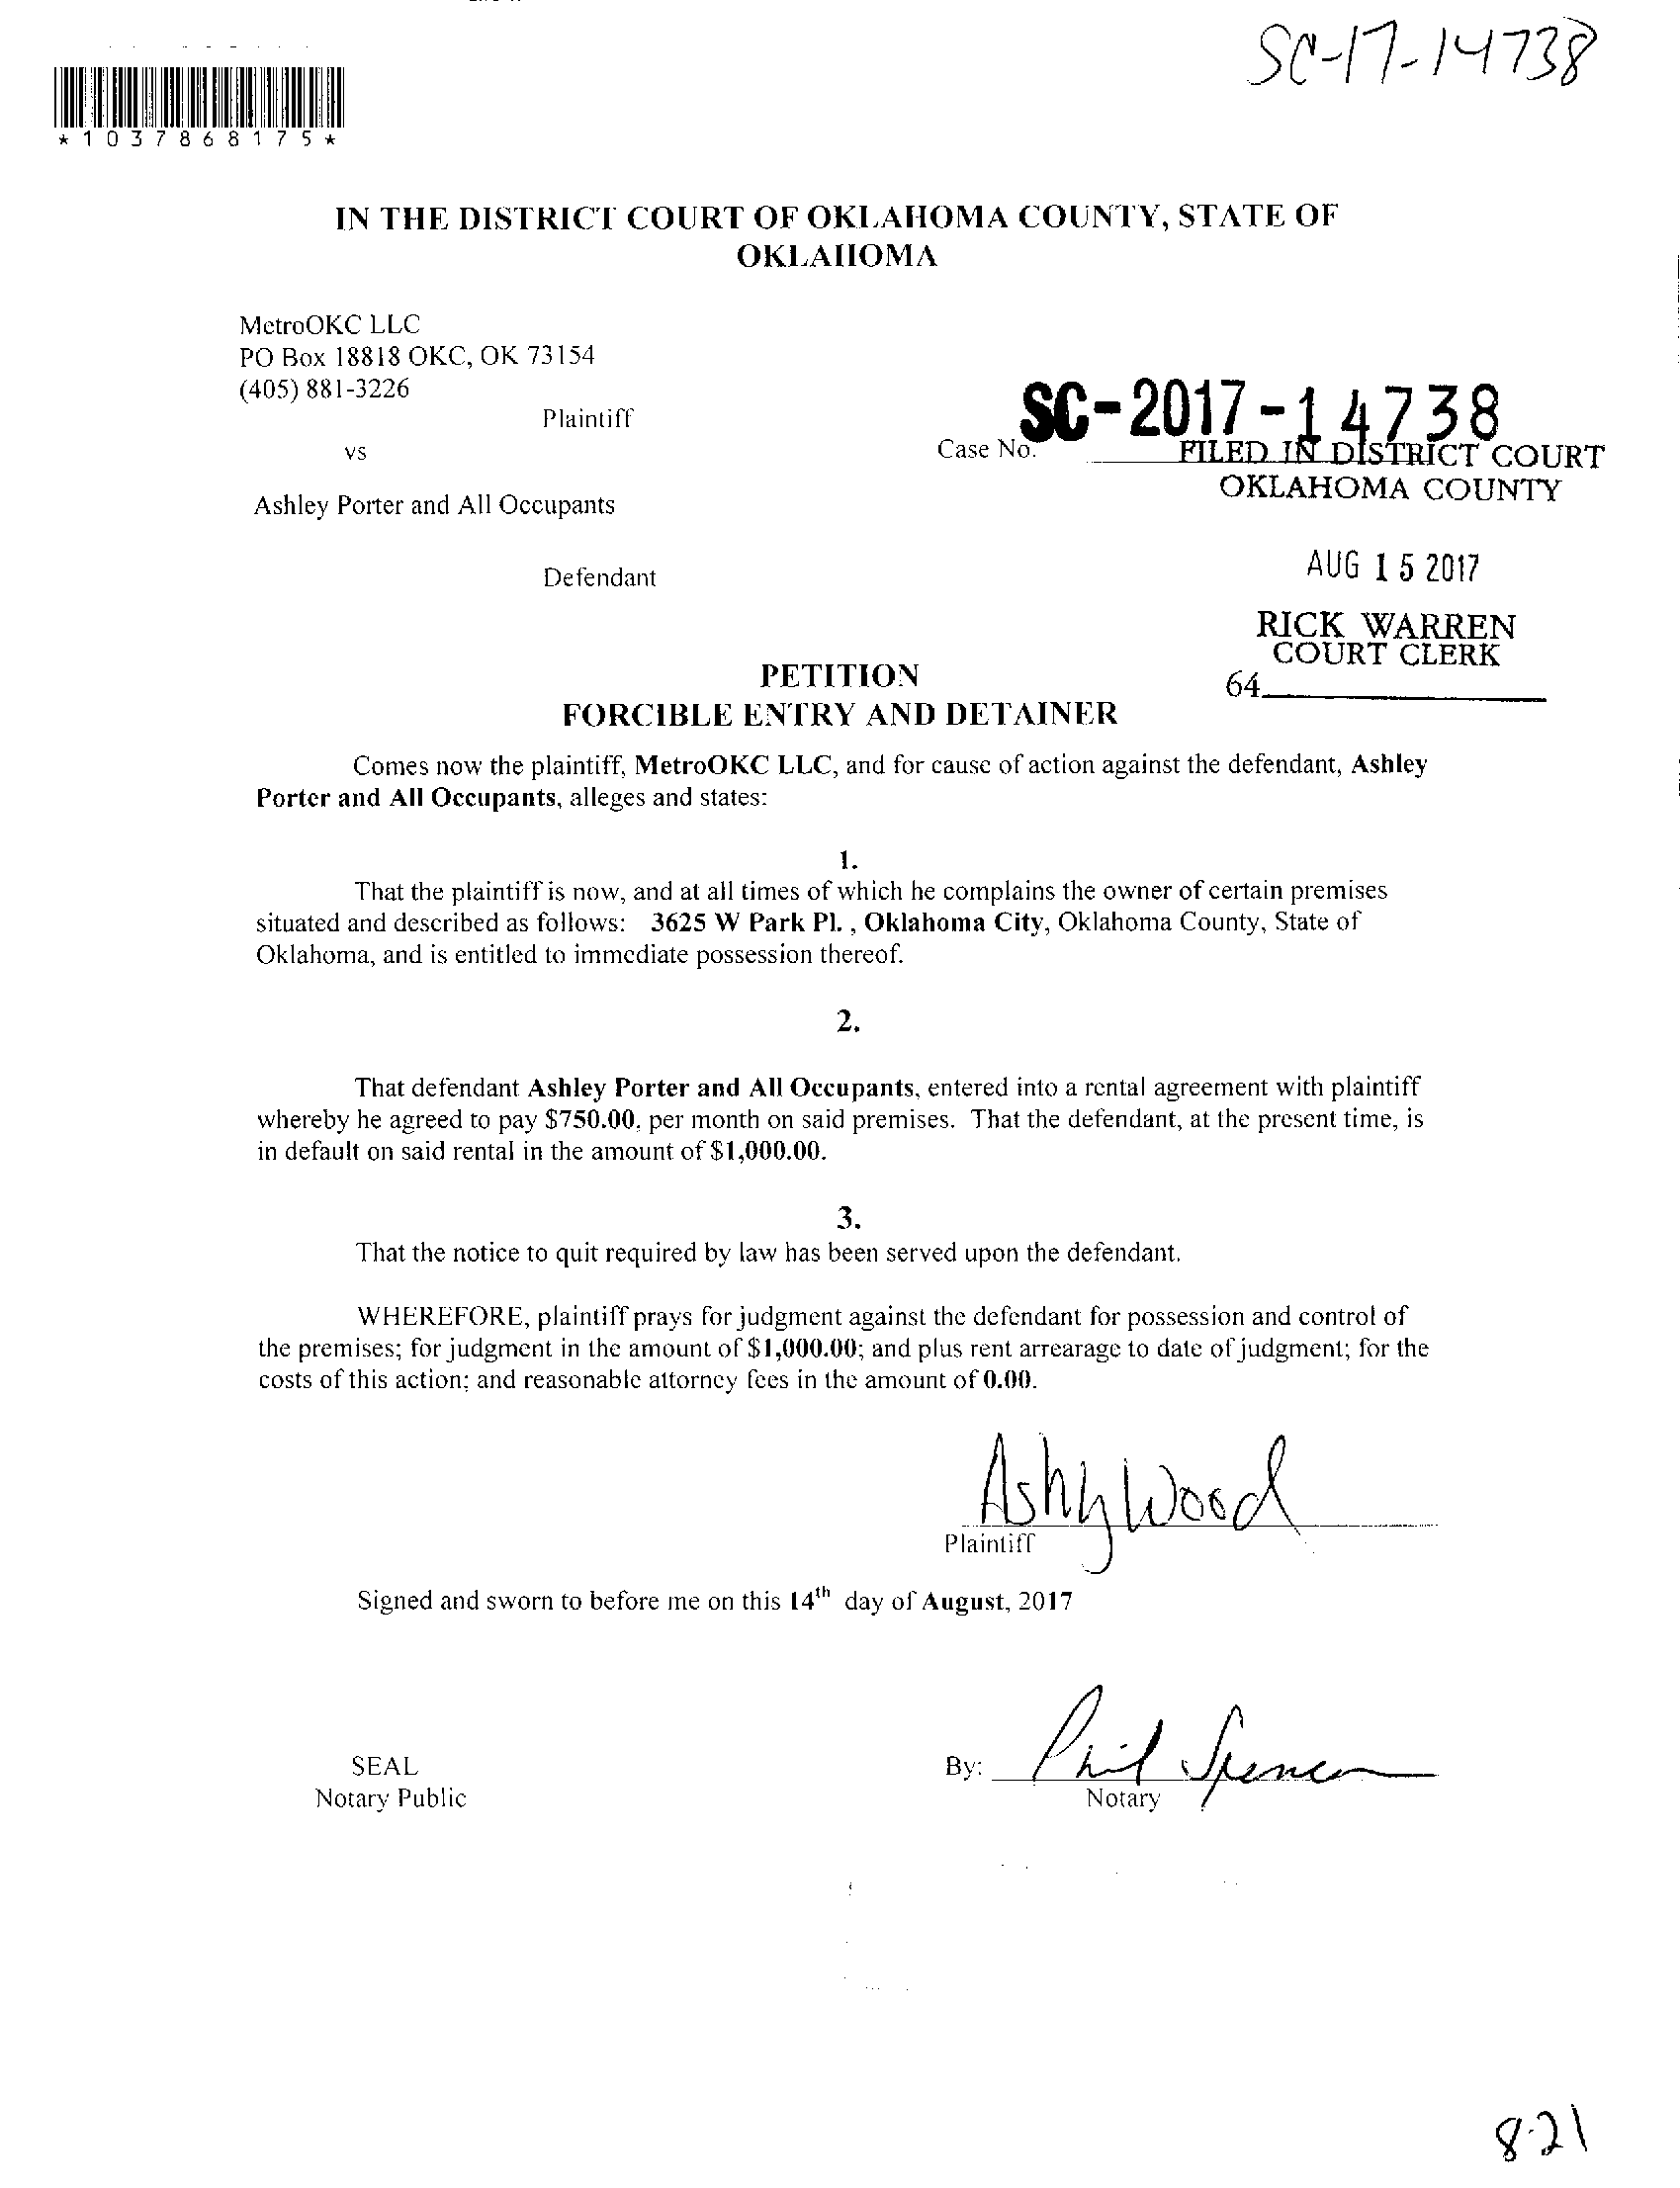 SC-17-14738
*1037868175*
IN THE DISTRICT COURT OF OKLAHOMA COUNTY, STATE OF
OKLAHOMA
MetroOKC LLC
PO Box 18818 OKC, OK 73154
(405) 881-3226
Plaintiff
vs
Case No. SC-2017-14738
FILED IN DISTRICT COURT
OKLAHOMA COUNTY
Ashley Porter and All Occupants
AUG 15 2017
Defendant
RICK WARREN
COURT CLERK
64
PETITION
FORCIBLE ENTRY AND DETAINER
Comes now the plaintiff, MetroOKC LLC, and for cause of action against the defendant, Ashley
Porter and All Occupants, alleges and states:
1.
That the plaintiff is now, and at all times of which he complains the owner of certain premises
situated and described as follows: 3625 W Park Pl. , Oklahoma City, Oklahoma County, State of
Oklahoma, and is entitled to immediate possession thereof.
2.
That defendant Ashley Porter and All Occupants, entered into a rental agreement with plaintiff
whereby he agreed to pay $750.00, per month on said premises. That the defendant, at the present time, is
in default on said rental in the amount of $1,000.00.
3.
That the notice to quit required by law has been served upon the defendant.
WHEREFORE, plaintiff prays for judgment against the defendant for possession and control of
the premises; for judgment in the amount of $1,000.00; and plus rent arrearage to date of judgment; for the
costs of this action; and reasonable attorney fees in the amount of 0.00.
Ashly Wood
Plaintiff
Signed and sworn to before me on this 14th day of August, 2017
SEAL
Notary Public
By: Phil Spencer
Notary
8-21